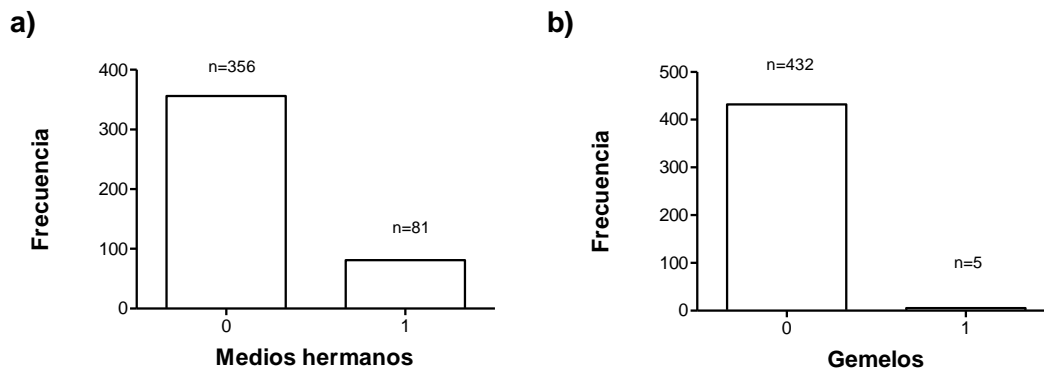 a)
n=356
n=81
400
300
200
100
0
0 1
Frecuencia
Medios hermanos
b)
n=432
n=5
500
400
300
200
100
0
0 1
Frecuencia
Gemelos